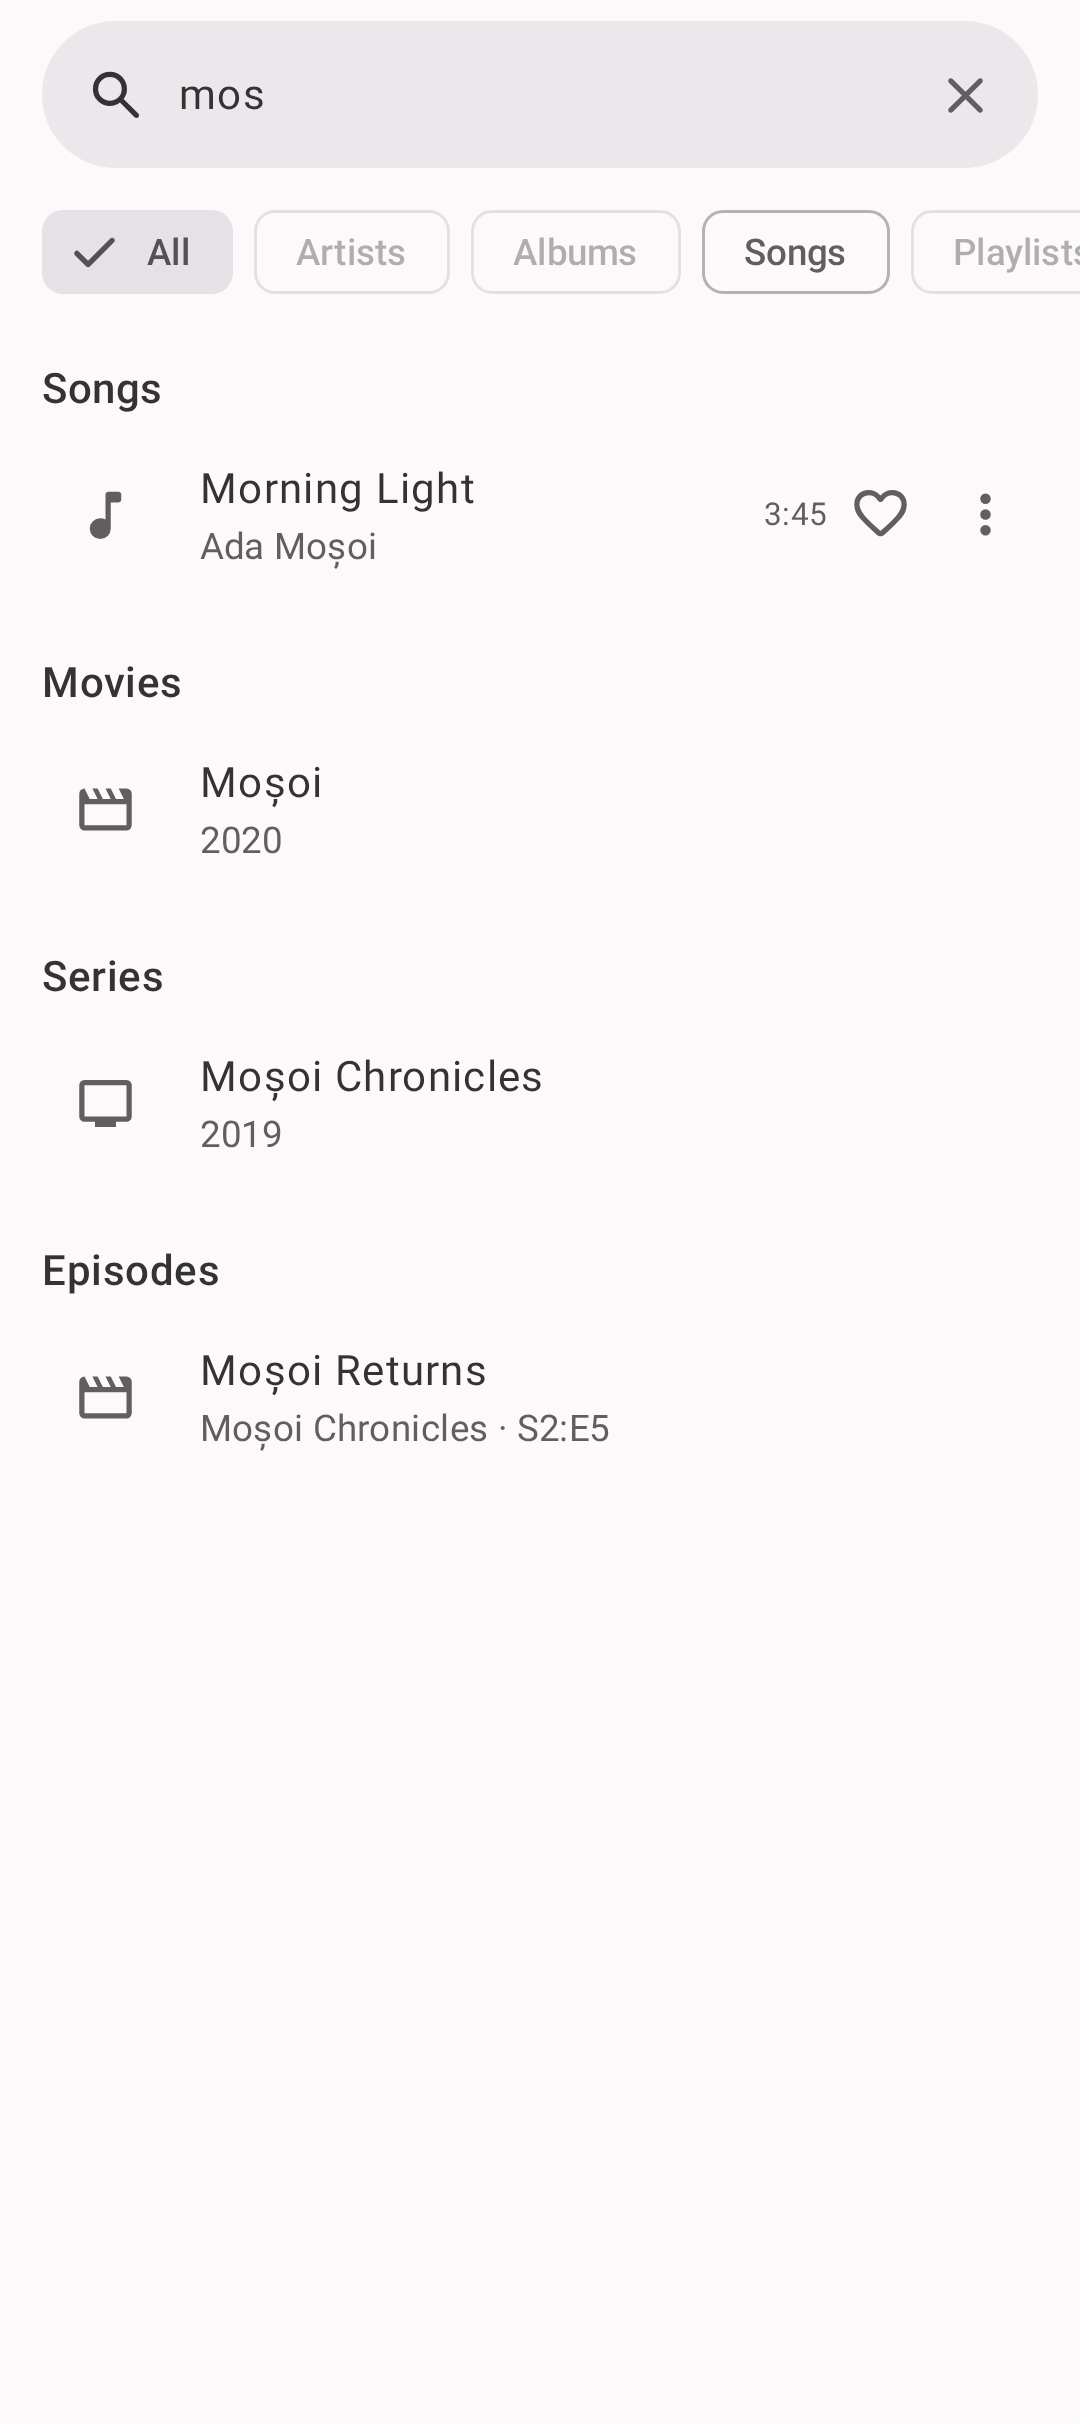 mos
All
Artists
Albums
Songs
Playlists
Songs
Morning Light
3:45
Ada Moșoi
Movies
Moșoi
2020
Series
Moșoi Chronicles
2019
Episodes
Moșoi Returns
Moșoi Chronicles · S2:E5